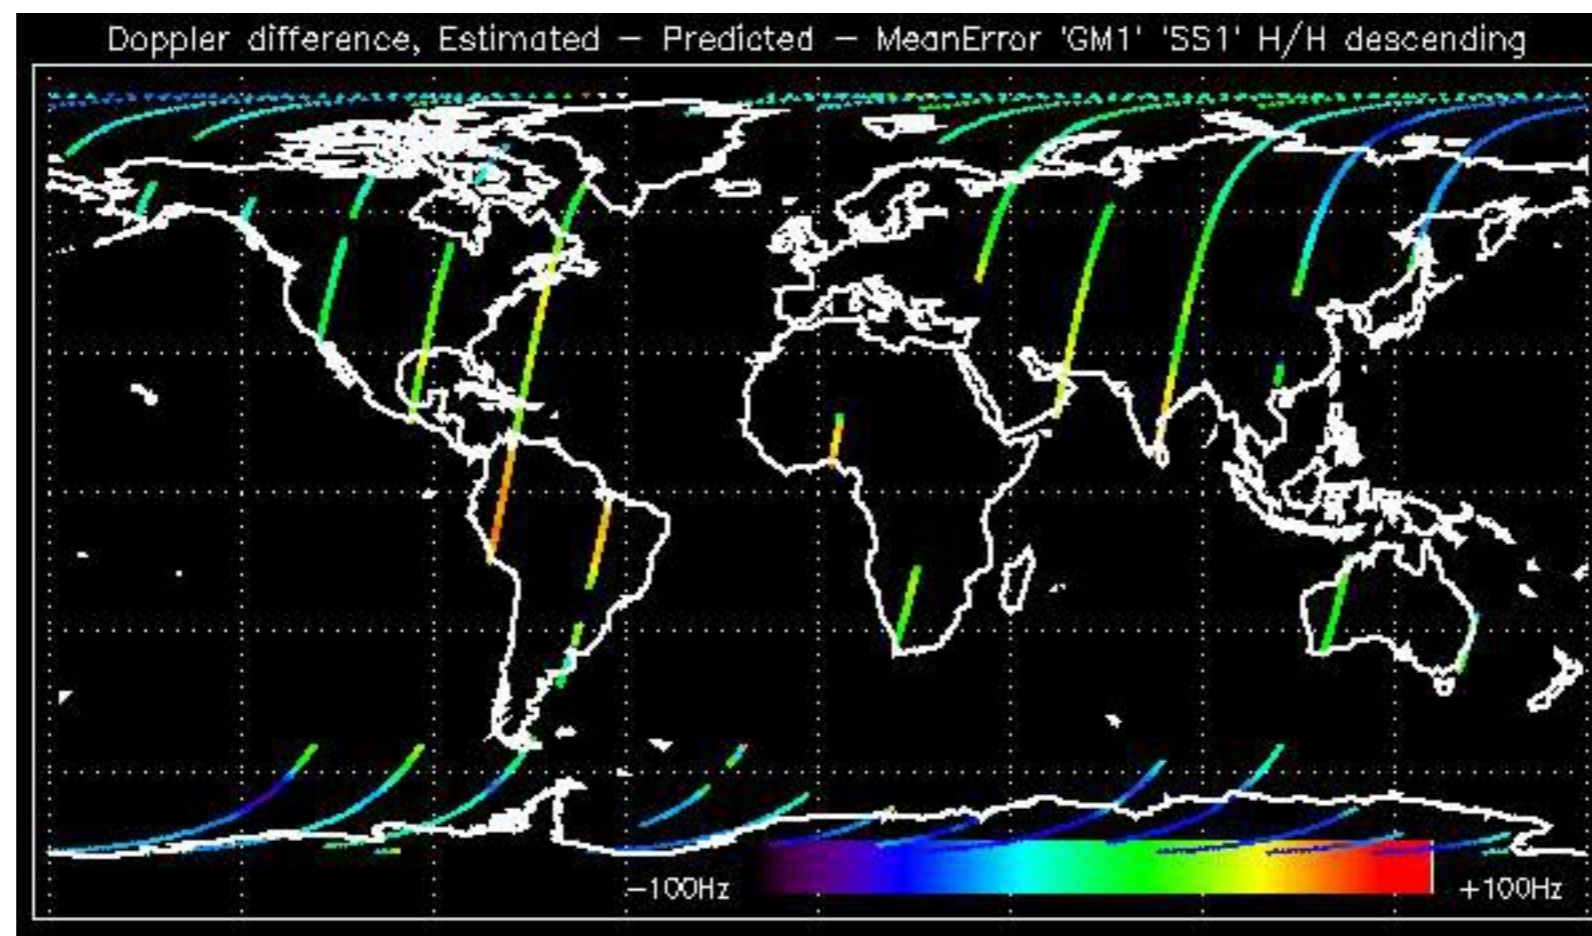 Doppler difference, Estimated − Predicted − MeanError 'GM1' 'SS1' H/H descending
−100Hz +100Hz